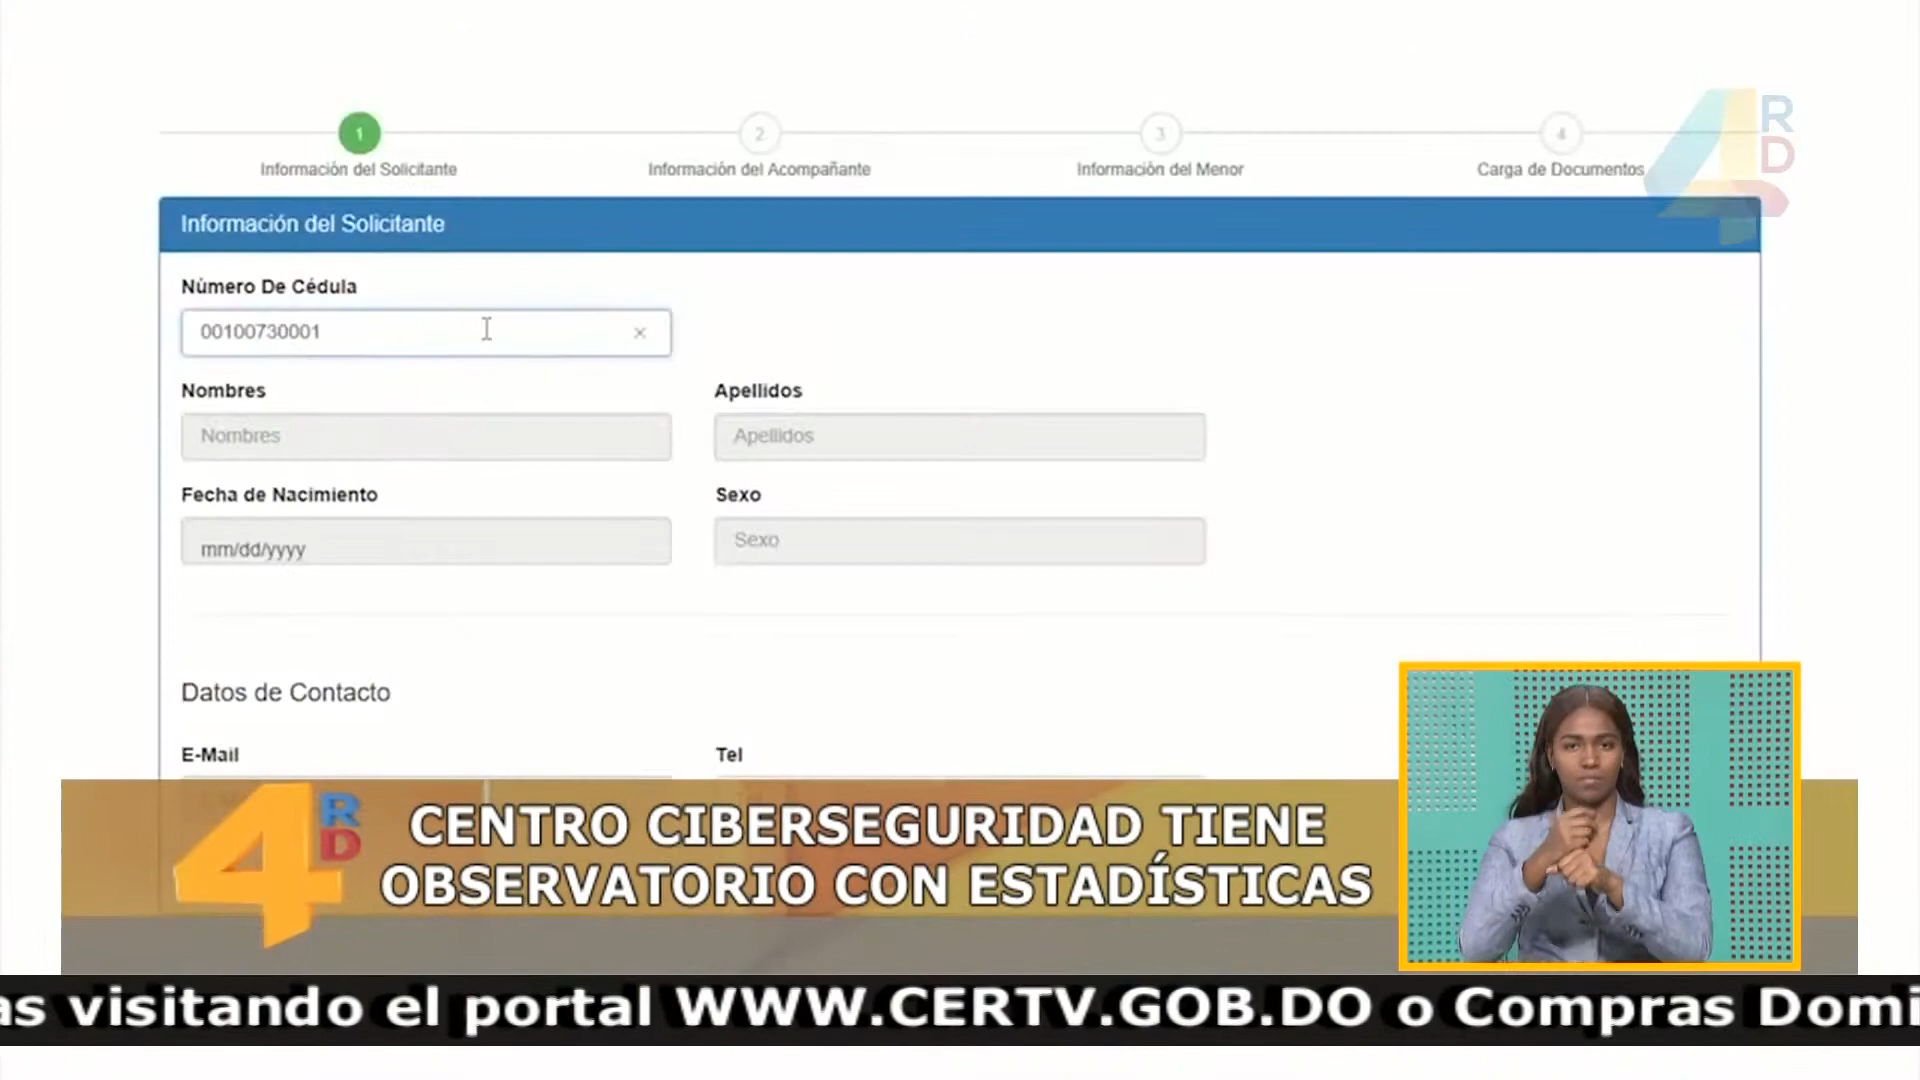 1
2
3
4
Información del Solicitante
Información del Acompañante
Información del Menor
Carga de Documentos
4
R
D
Información del Solicitante
Número De Cédula
00100730001
×
Nombres
Apellidos
Nombres
Apellidos
Fecha de Nacimiento
Sexo
mm/dd/yyyy
Sexo
Datos de Contacto
E-Mail
Tel
4
R
D
CENTRO CIBERSEGURIDAD TIENE
OBSERVATORIO CON ESTADÍSTICAS
as visitando el portal WWW.CERTV.GOB.DO o Compras Domi